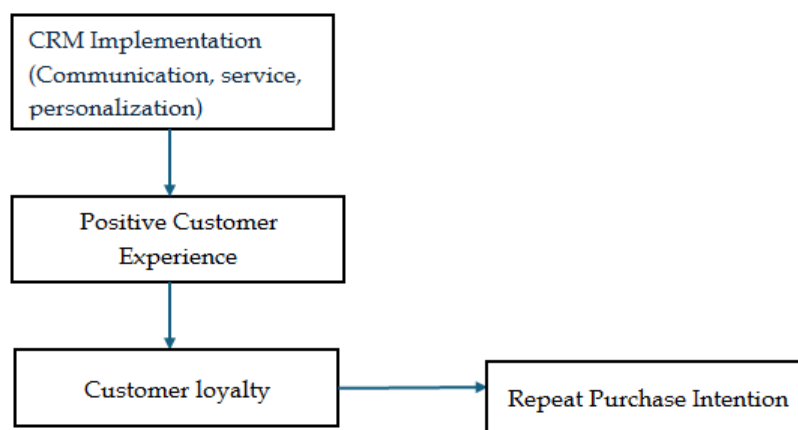 CRM Implementation
(Communication, service,
personalization)
Positive Customer
Experience
Customer loyalty
Repeat Purchase Intention